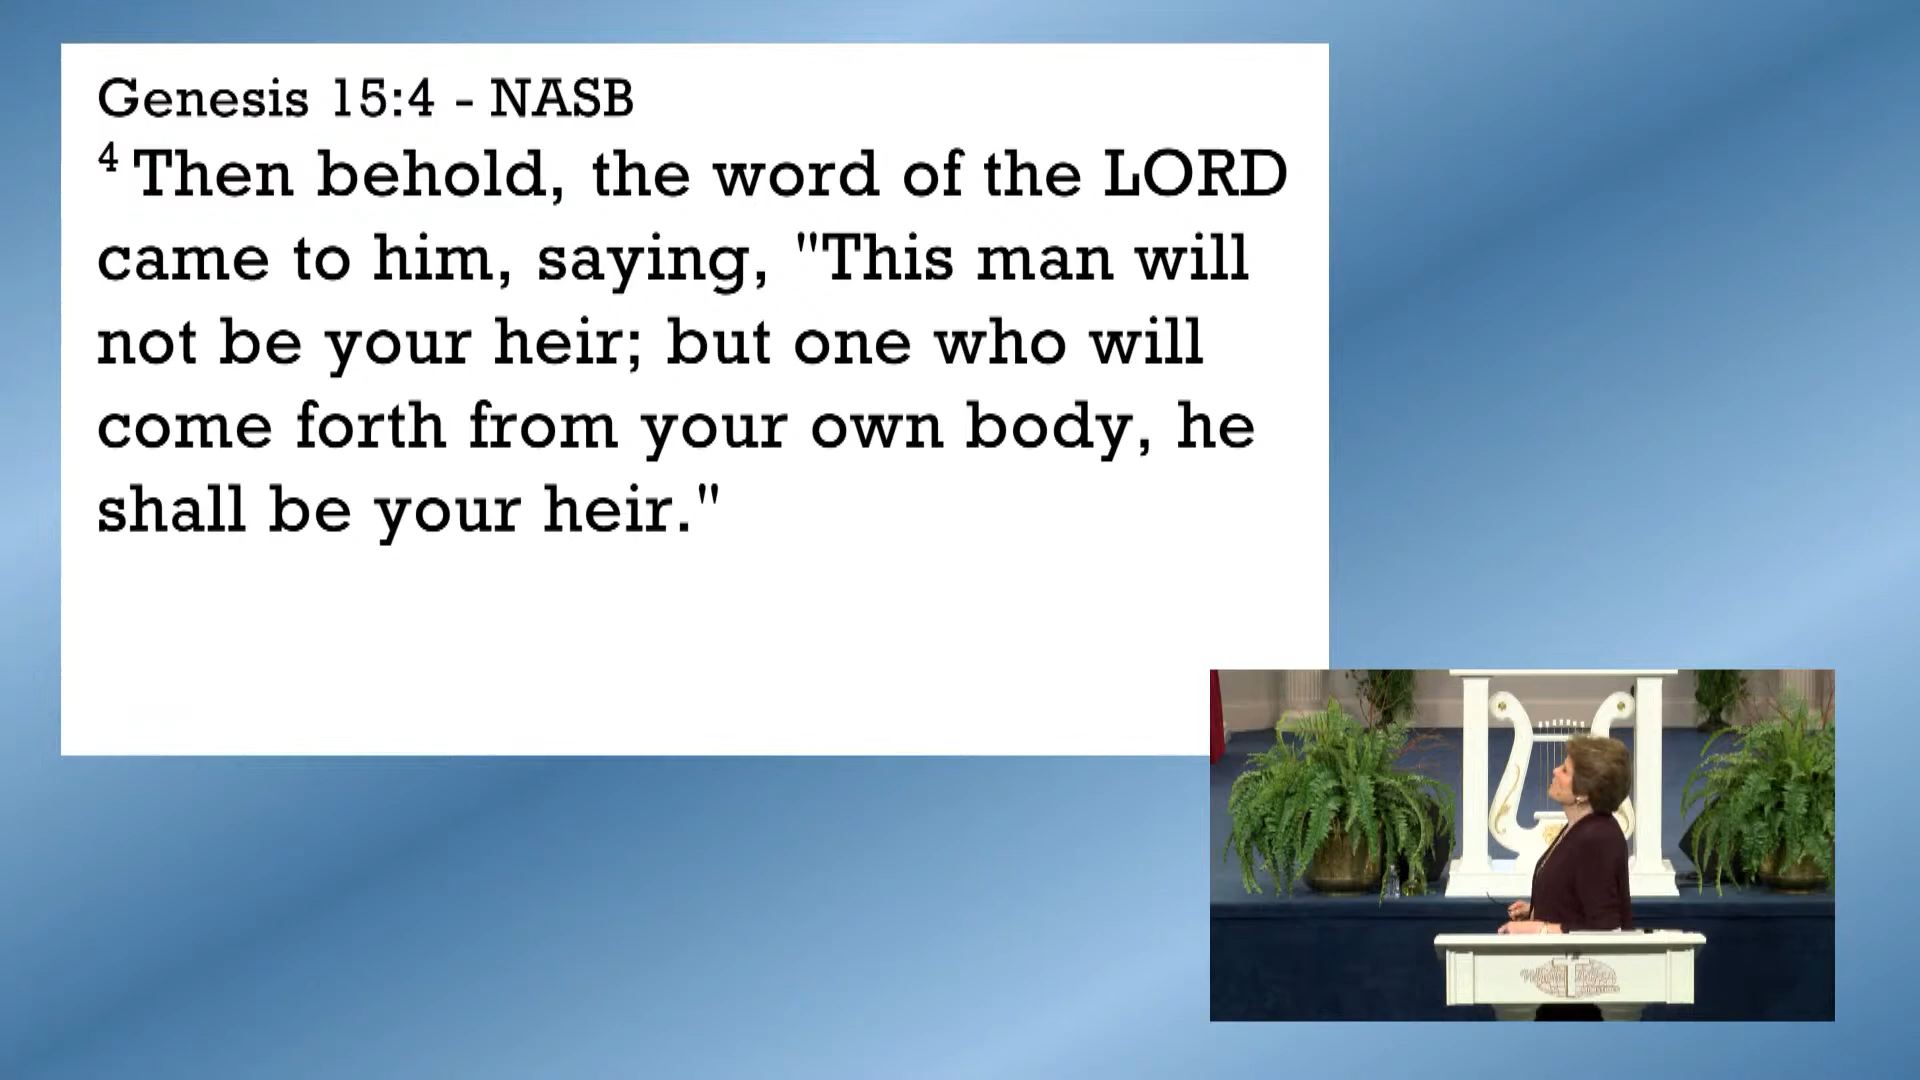 Genesis 15:4 - NASB
4 Then behold, the word of the LORD
came to him, saying, "This man will
not be your heir; but one who will
come forth from your own body, he
shall be your heir."